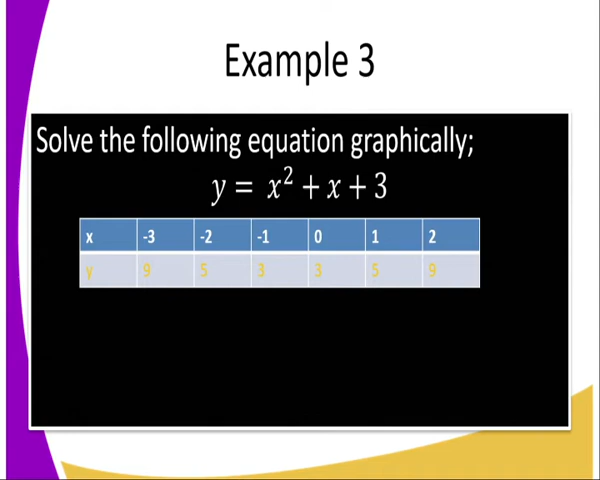 Example 3
Solve the following equation graphically;
y = x² + x + 3
x -3 -2 -1 0 1 2
y 9 5 3 3 5 9